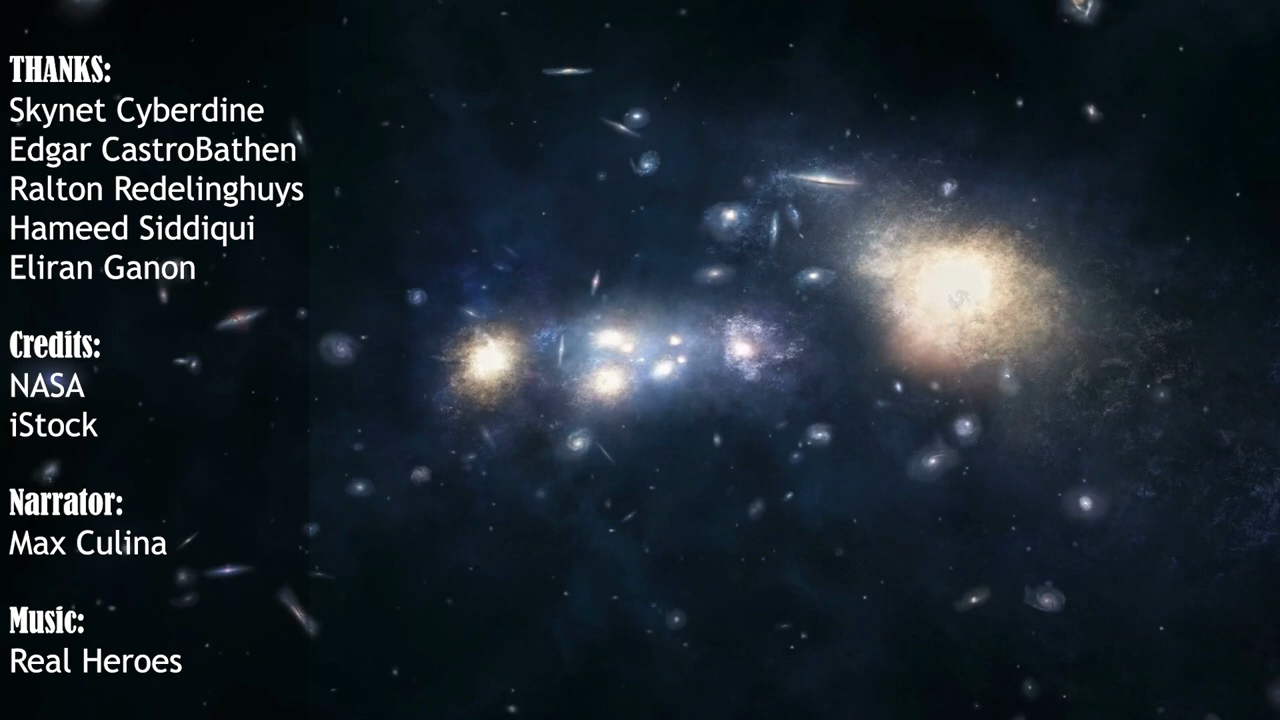 THANKS:
Skynet Cyberdine
Edgar CastroBathen
Ralton Redelinghuys
Hameed Siddiqui
Eliran Ganon
Credits:
NASA
iStock
Narrator:
Max Culina
Music:
Real Heroes